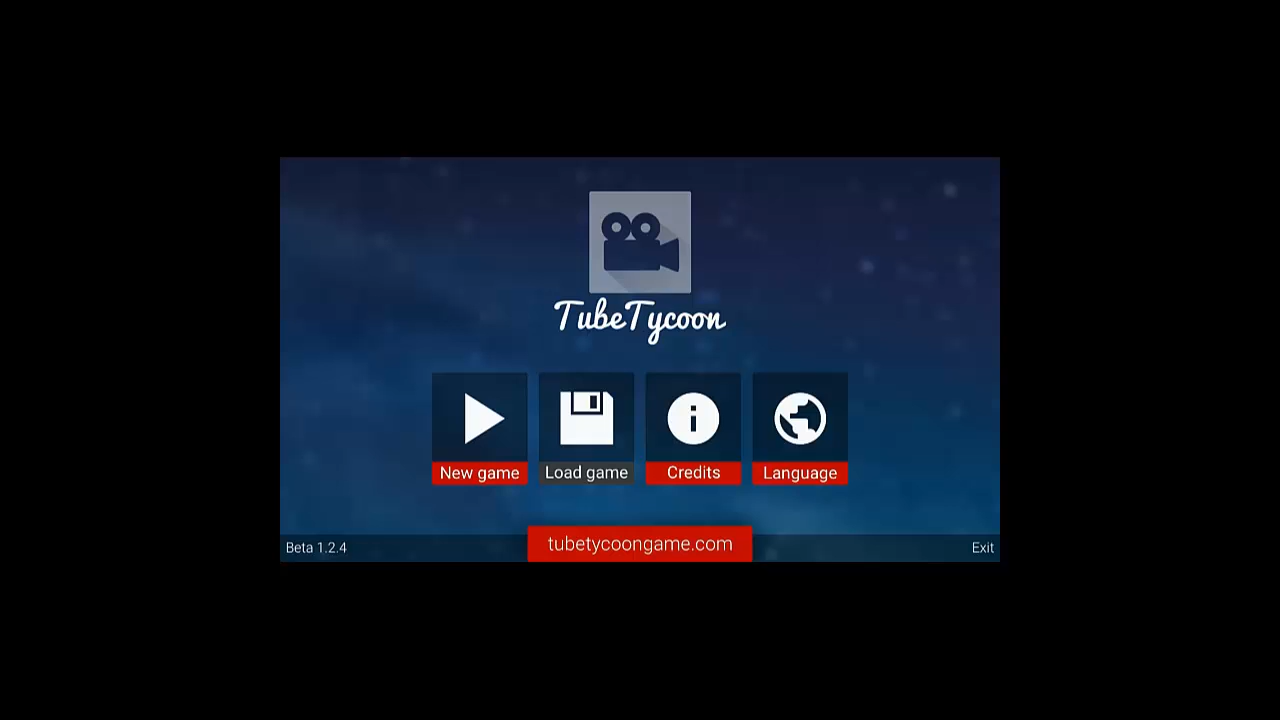 TubeTycoon
New game
Load game
Credits
Language
tubetycoongame.com
Beta 1.2.4
Exit